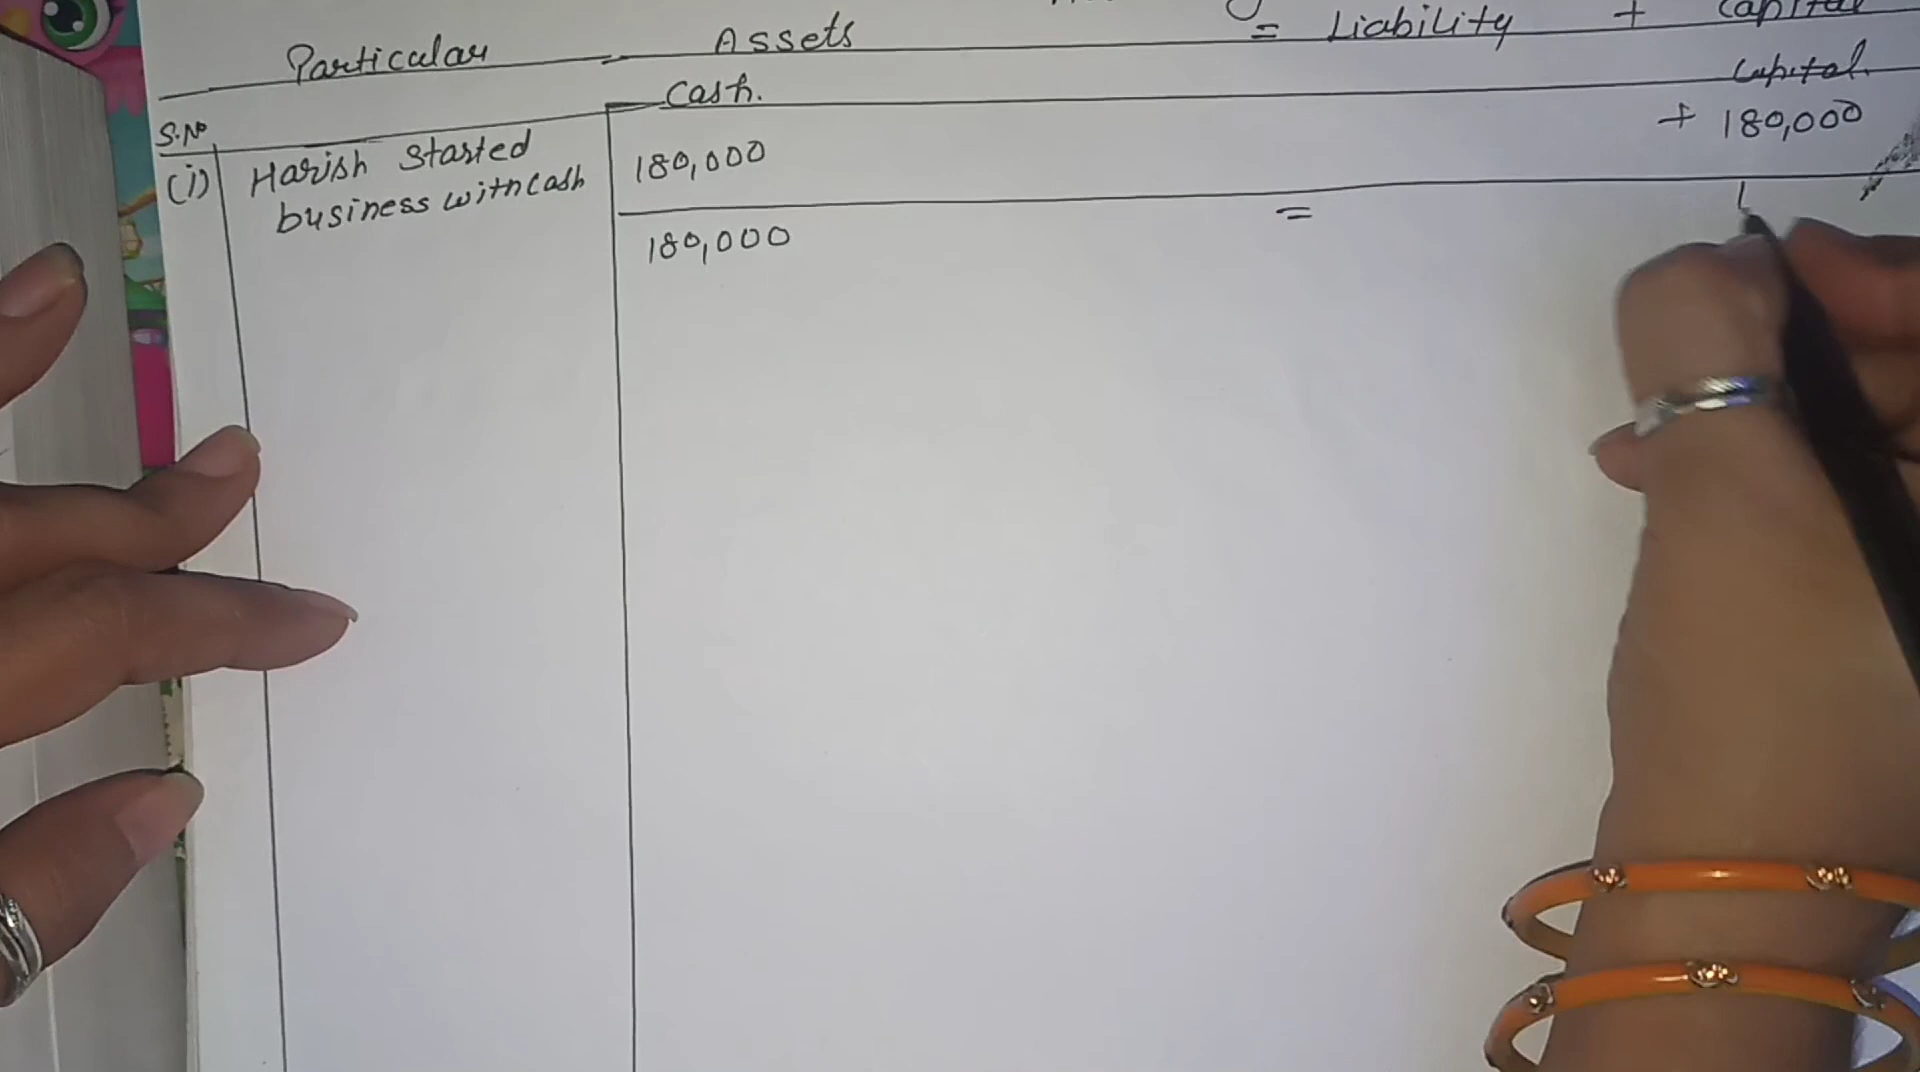 Particular Assets = Liability + Capital
Cash. Capital.
S.No
(i) Harish started 180,000 + 180,000
business with cash
180,000 =